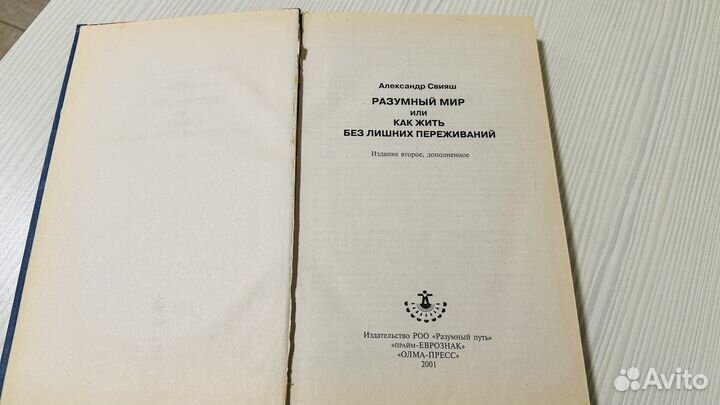 Александр Свияш
РАЗУМНЫЙ МИР
или
КАК ЖИТЬ
БЕЗ ЛИШНИХ ПЕРЕЖИВАНИЙ
Издание второе, дополненное
Издательство РОО «Разумный путь»
«ПРАЙМ-ЕВРОЗНАК»
«ОЛМА-ПРЕСС»
2001
Avito